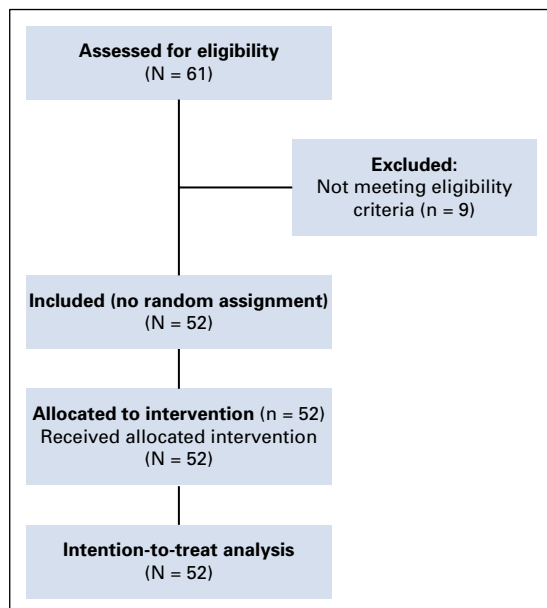 Assessed for eligibility
(N = 61)
Excluded:
Not meeting eligibility
criteria (n = 9)
Included (no random assignment)
(N = 52)
Allocated to intervention (n = 52)
Received allocated intervention
(N = 52)
Intention-to-treat analysis
(N = 52)